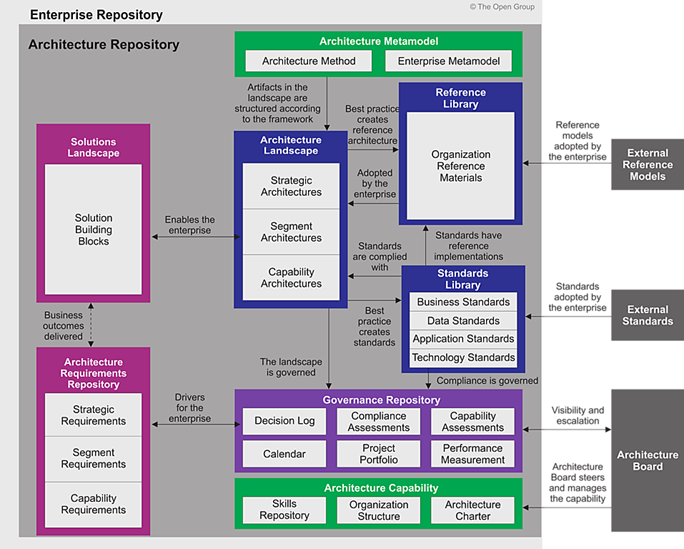 © The Open Group
Enterprise Repository
Architecture Repository
Architecture Metamodel
Architecture Method
Enterprise Metamodel
Artifacts in the
landscape are
structured according
to the framework
Best practice
creates
reference
architecture
Reference
Library
Organization
Reference
Materials
Reference
models
adopted by
the enterprise
External
Reference
Models
Solutions
Landscape
Solution
Building
Blocks
Enables the
enterprise
Architecture
Landscape
Strategic
Architectures
Segment
Architectures
Capability
Architectures
Adopted
by the
enterprise
Standards
are complied
with
Standards have
reference
implementations
Best
practice
creates
standards
Standards
Library
Business Standards
Data Standards
Application Standards
Technology Standards
Standards
adopted by
the enterprise
External
Standards
Business
outcomes
delivered
The landscape
is governed
Compliance is governed
Architecture
Requirements
Repository
Strategic
Requirements
Segment
Requirements
Capability
Requirements
Drivers
for the
enterprise
Governance Repository
Decision Log
Compliance
Assessments
Capability
Assessments
Calendar
Project
Portfolio
Performance
Measurement
Visibility and
escalation
Architecture
Board steers
and manages
the capability
Architecture
Board
Architecture Capability
Skills
Repository
Organization
Structure
Architecture
Charter